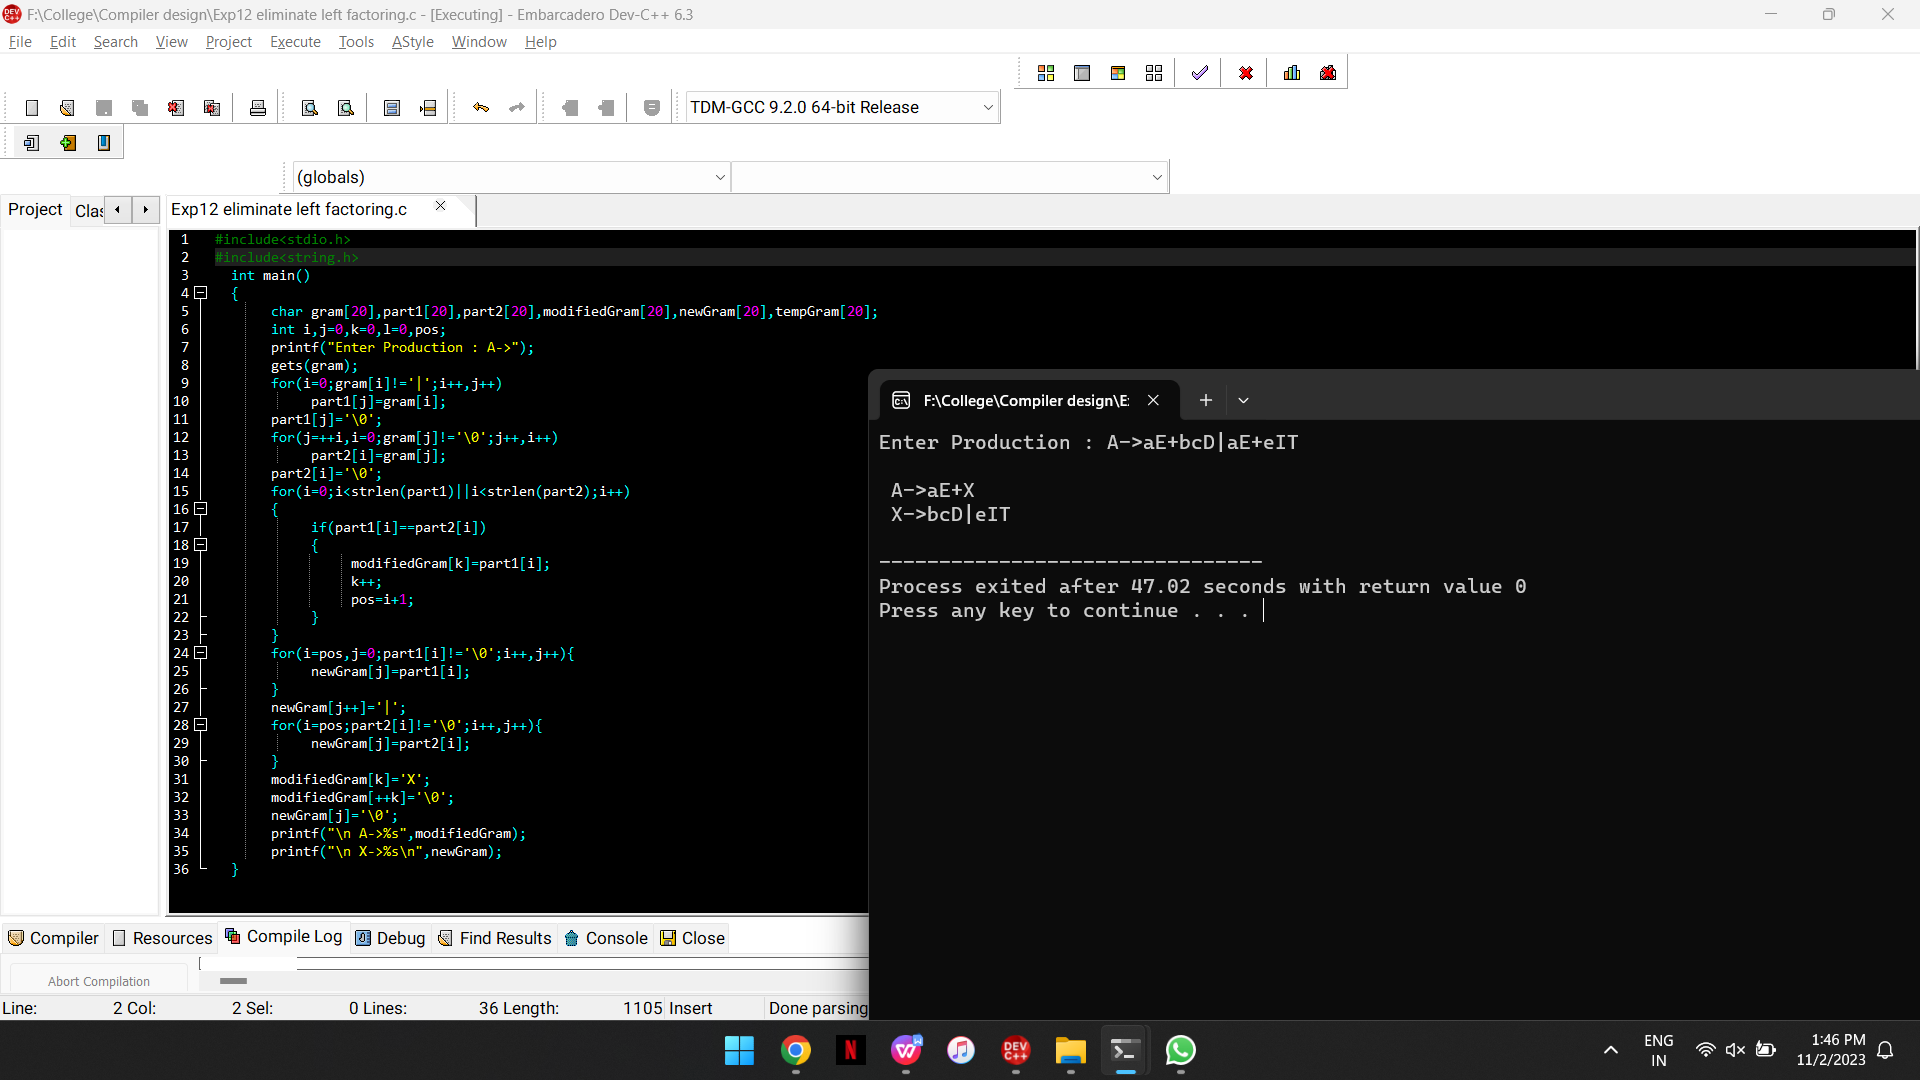 F:\College\Compiler design\Exp12 eliminate left factoring.c - [Executing] - Embarcadero Dev-C++ 6.3
File Edit Search View Project Execute Tools AStyle Window Help
TDM-GCC 9.2.0 64-bit Release
(globals)
Project Clas Exp12 eliminate left factoring.c
1 #include<stdio.h>
2 #include<string.h>
3 int main()
4 {
5 char gram[20],part1[20],part2[20],modifiedGram[20],newGram[20],tempGram[20];
6 int i,j=0,k=0,l=0,pos;
7 printf("Enter Production : A->");
8 gets(gram);
9 for(i=0;gram[i]!='|';i++,j++)
10 part1[j]=gram[i];
11 part1[j]='\0';
12 for(j=++i,i=0;gram[j]!='\0';j++,i++)
13 part2[i]=gram[j];
14 part2[i]='\0';
15 for(i=0;i<strlen(part1)||i<strlen(part2);i++)
16 {
17 if(part1[i]==part2[i])
18 {
19 modifiedGram[k]=part1[i];
20 k++;
21 pos=i+1;
22 }
23 }
24 for(i=pos,j=0;part1[i]!='\0';i++,j++){
25 newGram[j]=part1[i];
26 }
27 newGram[j++]='|';
28 for(i=pos;part2[i]!='\0';i++,j++){
29 newGram[j]=part2[i];
30 }
31 modifiedGram[k]='X';
32 modifiedGram[++k]='\0';
33 newGram[j]='\0';
34 printf("\n A->%s",modifiedGram);
35 printf("\n X->%s\n",newGram);
36 }
F:\College\Compiler design\E:
Enter Production : A->aE+bcD|aE+eIT
A->aE+X
X->bcD|eIT
--------------------------------
Process exited after 47.02 seconds with return value 0
Press any key to continue . . .
Compiler Resources Compile Log Debug Find Results Console Close
Abort Compilation
Line: 2 Col: 2 Sel: 0 Lines: 36 Length: 1105 Insert Done parsing
DEV C++
ENG
IN
1:46 PM
11/2/2023